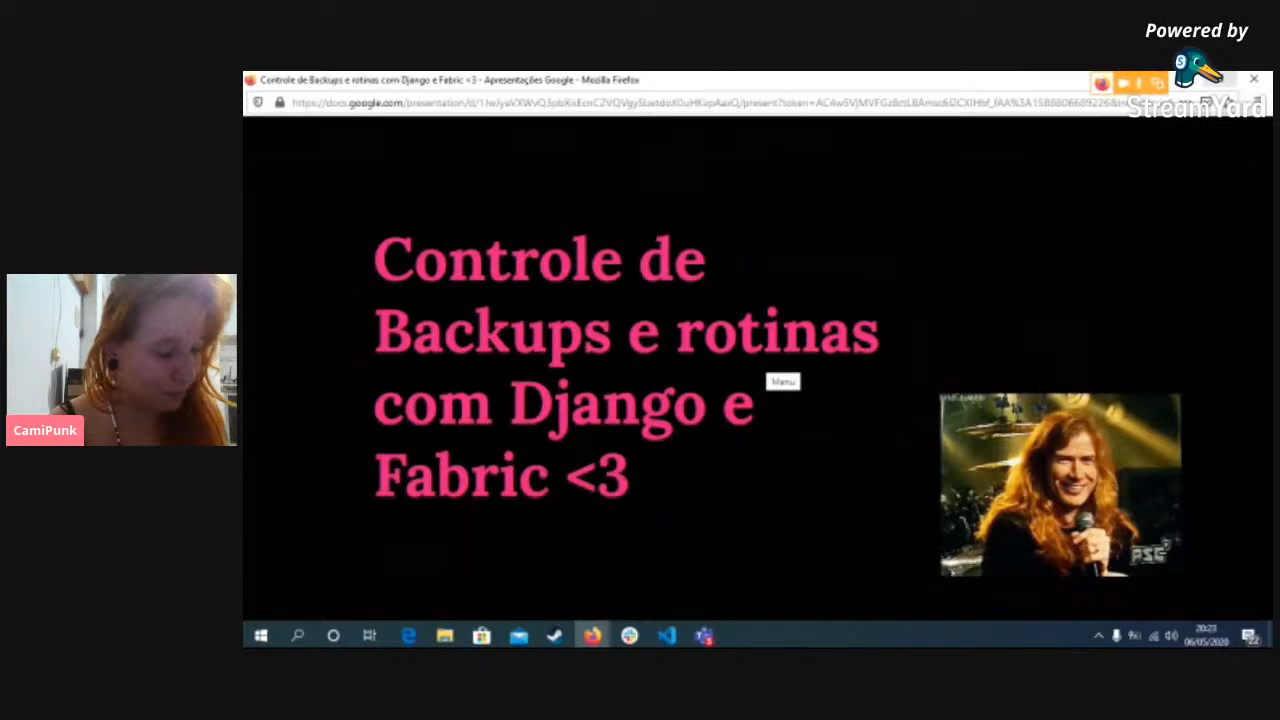 Powered by
StreamYard
Controle de Backups e rotinas com Django e Fabric <3 - Apresentações Google - Mozilla Firefox
Controle de
Backups e rotinas
com Django e
Fabric <3
Menu
CamiPunk
20:23
06/05/2020